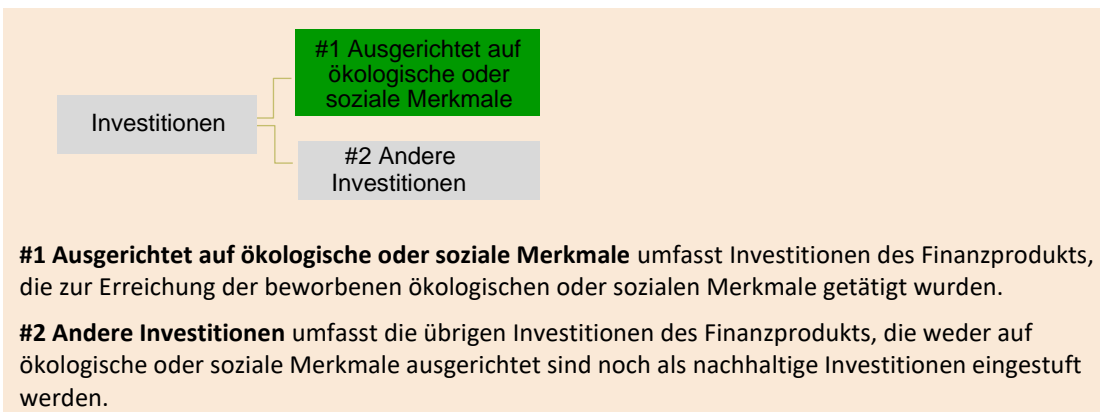 #1 Ausgerichtet auf
ökologische oder
soziale Merkmale
Investitionen
#2 Andere
Investitionen
#1 Ausgerichtet auf ökologische oder soziale Merkmale umfasst Investitionen des Finanzprodukts,
die zur Erreichung der beworbenen ökologischen oder sozialen Merkmale getätigt wurden.
#2 Andere Investitionen umfasst die übrigen Investitionen des Finanzprodukts, die weder auf
ökologische oder soziale Merkmale ausgerichtet sind noch als nachhaltige Investitionen eingestuft
werden.